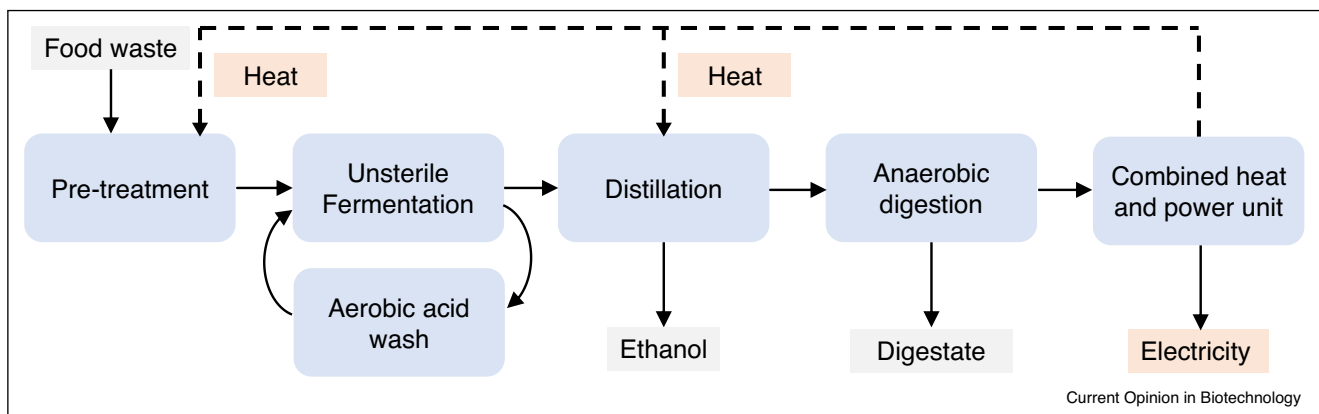 Food waste
Heat
Heat
Pre-treatment
Unsterile
Fermentation
Distillation
Anaerobic
digestion
Combined heat
and power unit
Aerobic acid
wash
Ethanol
Digestate
Electricity
Current Opinion in Biotechnology